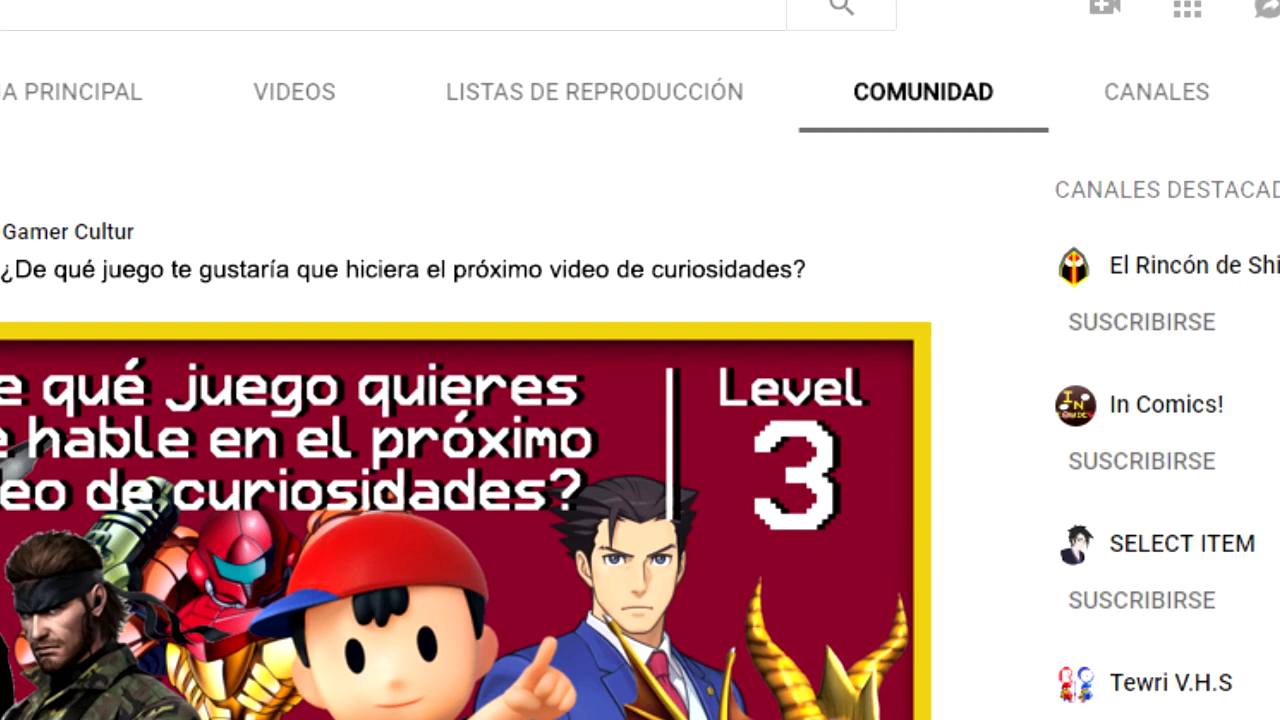 A PRINCIPAL VIDEOS LISTAS DE REPRODUCCIÓN COMUNIDAD CANALES
CANALES DESTACAD
Gamer Cultur
¿De qué juego te gustaría que hiciera el próximo video de curiosidades?
e qué juego quieres
e hable en el próximo
eo de curiosidades?
Level
3
El Rincón de Shi
SUSCRIBIRSE
In Comics!
SUSCRIBIRSE
SELECT ITEM
SUSCRIBIRSE
Tewri V.H.S